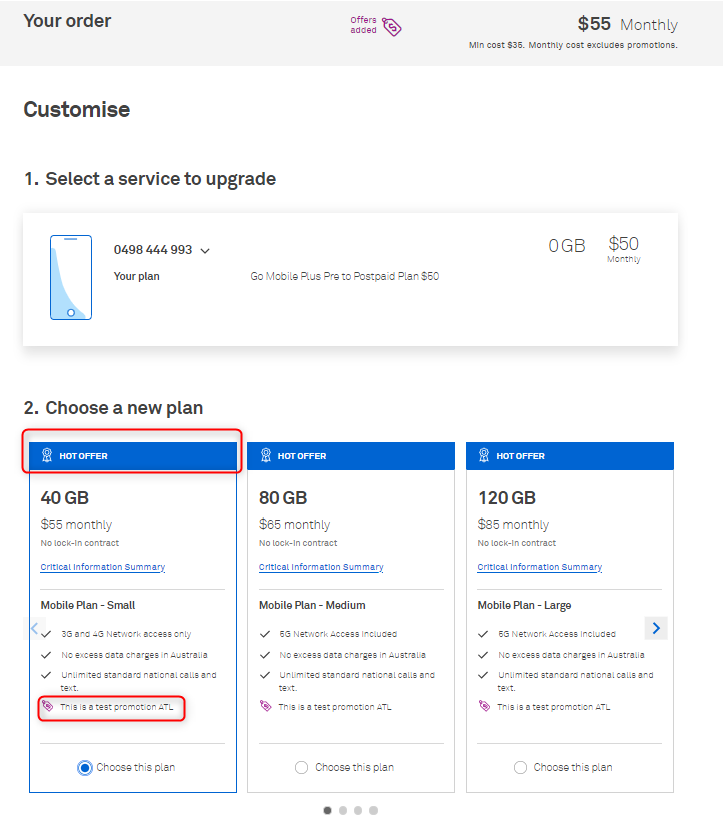 Your order
Offers
added
$55 Monthly
Min cost $35. Monthly cost excludes promotions.
Customise
1. Select a service to upgrade
0498 444 993
0 GB
$50
Monthly
Your plan
Go Mobile Plus Pre to Postpaid Plan $50
2. Choose a new plan
HOT OFFER
40 GB
$55 monthly
No lock-in contract
Critical Information Summary
Mobile Plan - Small
3G and 4G Network access only
No excess data charges in Australia
Unlimited standard national calls and
text.
This is a test promotion ATL
Choose this plan
HOT OFFER
80 GB
$65 monthly
No lock-in contract
Critical Information Summary
Mobile Plan - Medium
5G Network Access Included
No excess data charges in Australia
Unlimited standard national calls and
text.
This is a test promotion ATL
Choose this plan
HOT OFFER
120 GB
$85 monthly
No lock-in contract
Critical Information Summary
Mobile Plan - Large
5G Network Access Included
No excess data charges in Australia
Unlimited standard national calls and
text.
This is a test promotion ATL
Choose this plan